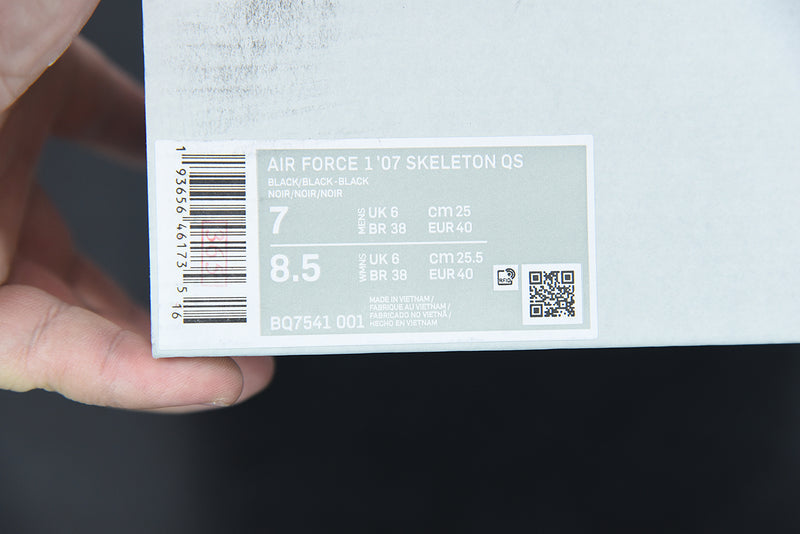 AIR FORCE 1 '07 SKELETON QS
BLACK/BLACK-BLACK
NOIR/NOIR/NOIR
7 MENS UK 6 cm 25
BR 38 EUR 40
8.5 WMNS UK 6 cm 25.5
BR 38 EUR 40
BQ7541 001
MADE IN VIETNAM /
FABRIQUE AU VIETNAM /
FABRICADO NO VIETNÃ /
HECHO EN VIETNAM
RFID
1 93656 46173 5 16